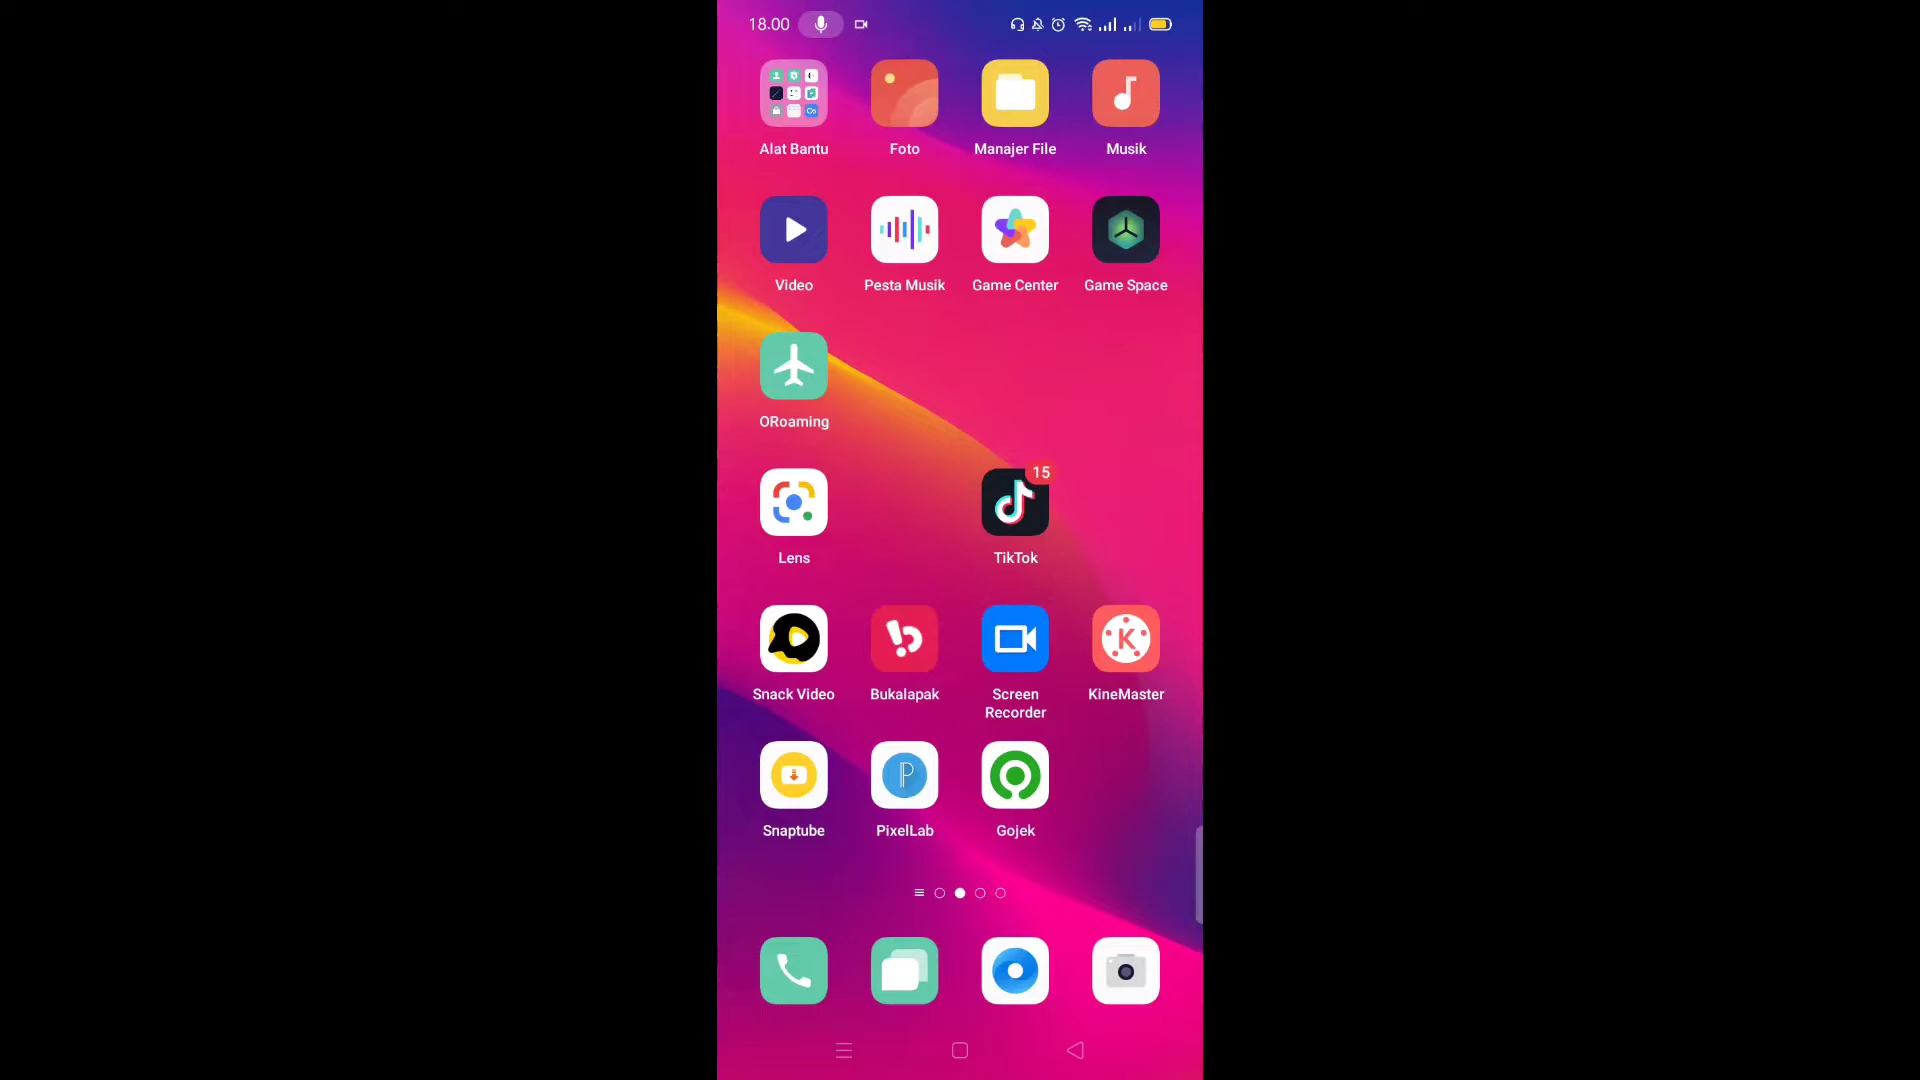 18.00
Alat Bantu
Foto
Manajer File
Musik
Video
Pesta Musik
Game Center
Game Space
ORoaming
15
Lens
TikTok
Snack Video
Bukalapak
Screen
Recorder
KineMaster
Snaptube
PixelLab
Gojek